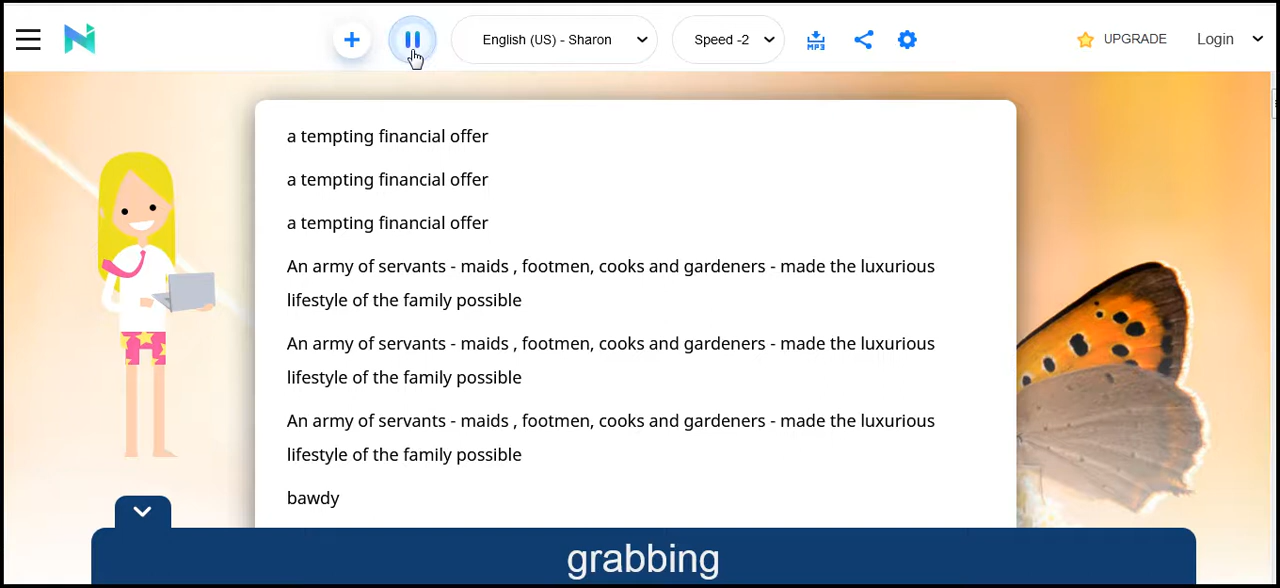 English (US) - Sharon
Speed -2
MP3
UPGRADE
Login
a tempting financial offer
a tempting financial offer
a tempting financial offer
An army of servants - maids , footmen, cooks and gardeners - made the luxurious
lifestyle of the family possible
An army of servants - maids , footmen, cooks and gardeners - made the luxurious
lifestyle of the family possible
An army of servants - maids , footmen, cooks and gardeners - made the luxurious
lifestyle of the family possible
bawdy
grabbing